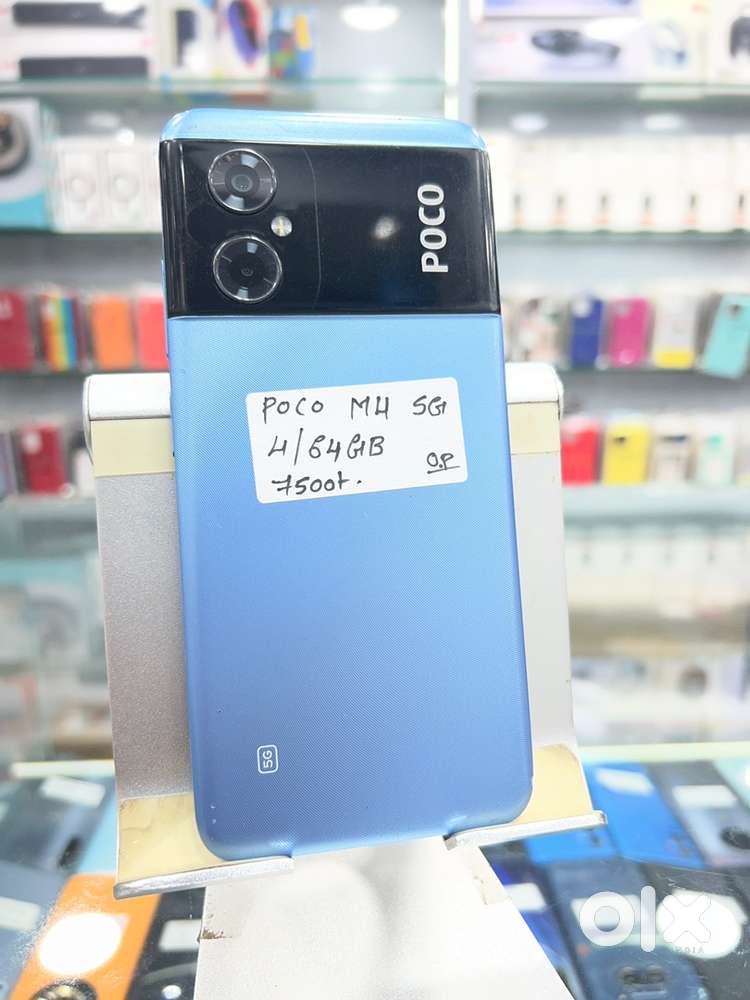 POCO
POCO M4 5G
4/64GB
7500/.
O.P
5G
olx